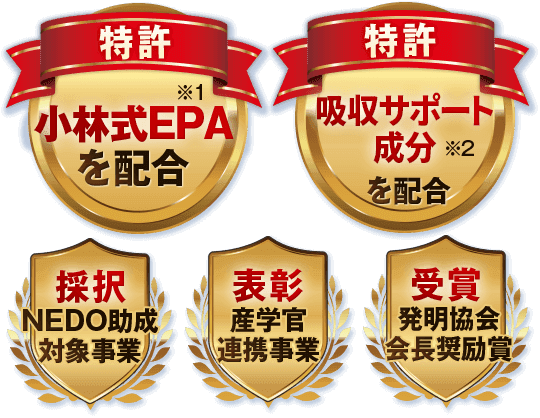 特許
※1
小林式EPA
を配合
特許
吸収サポート
成分 ※2
を配合
採択
NEDO助成
対象事業
表彰
産学官
連携事業
受賞
発明協会
会長奨励賞